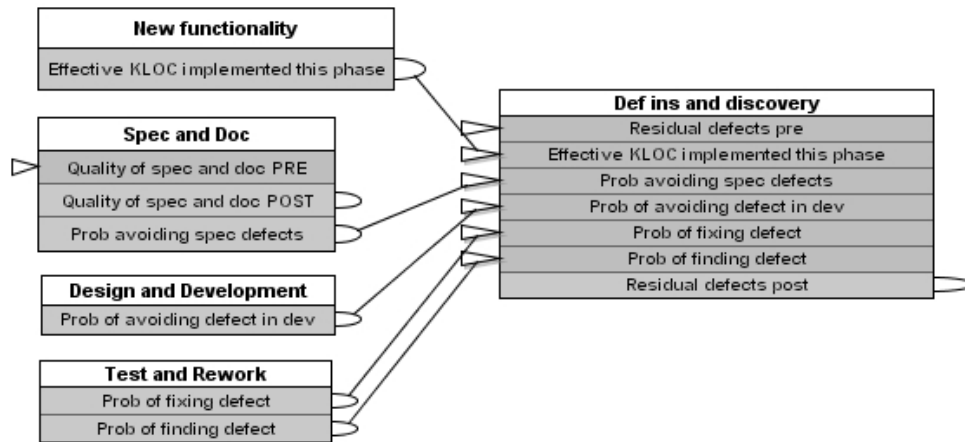 New functionality
Effective KLOC implemented this phase
Spec and Doc
Quality of spec and doc PRE
Quality of spec and doc POST
Prob avoiding spec defects
Design and Development
Prob of avoiding defect in dev
Test and Rework
Prob of fixing defect
Prob of finding defect
Def ins and discovery
Residual defects pre
Effective KLOC implemented this phase
Prob avoiding spec defects
Prob of avoiding defect in dev
Prob of fixing defect
Prob of finding defect
Residual defects post